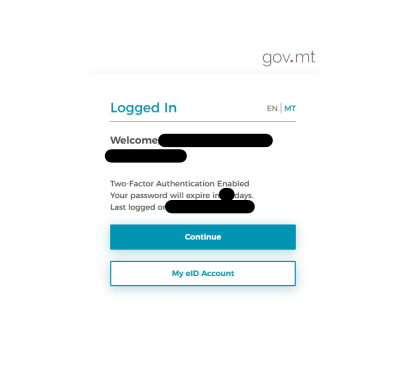 gov.mt
Logged In
EN | MT
Welcome
Two-Factor Authentication Enabled
Your password will expire in days.
Last logged on
Continue
My eID Account